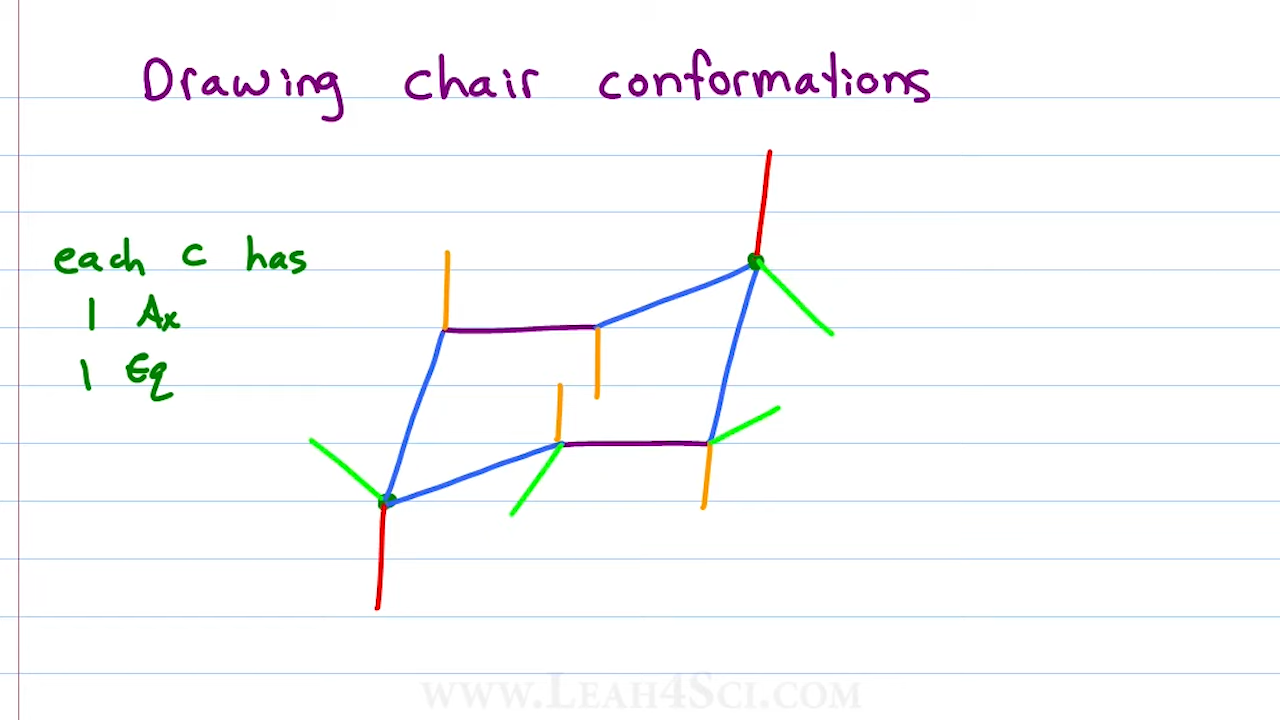 Drawing chair conformations
each C has
1 Ax
1 Eq
www.Leah4Sci.com